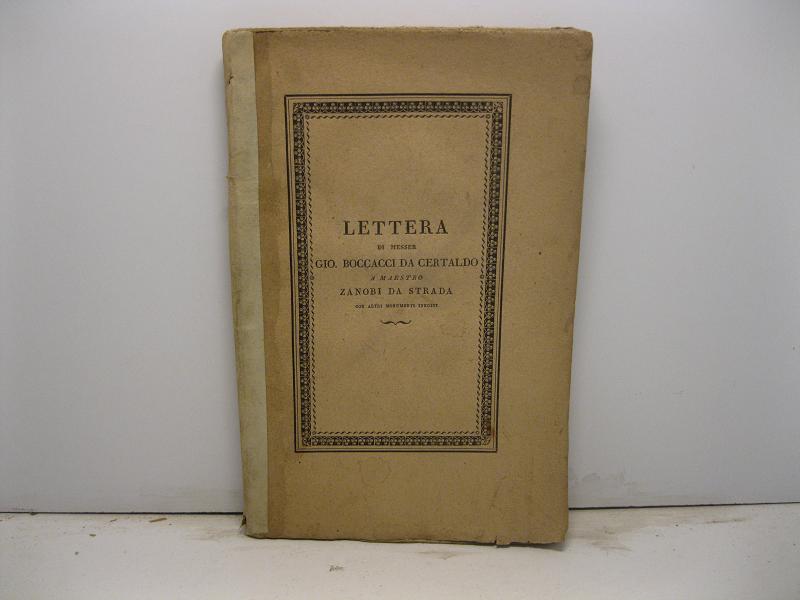 LETTERA
DI MESSER
GIO. BOCCACCI DA CERTALDO
A MAESTRO
ZANOBI DA STRADA
CON ALTRI MONUMENTI INEDITI